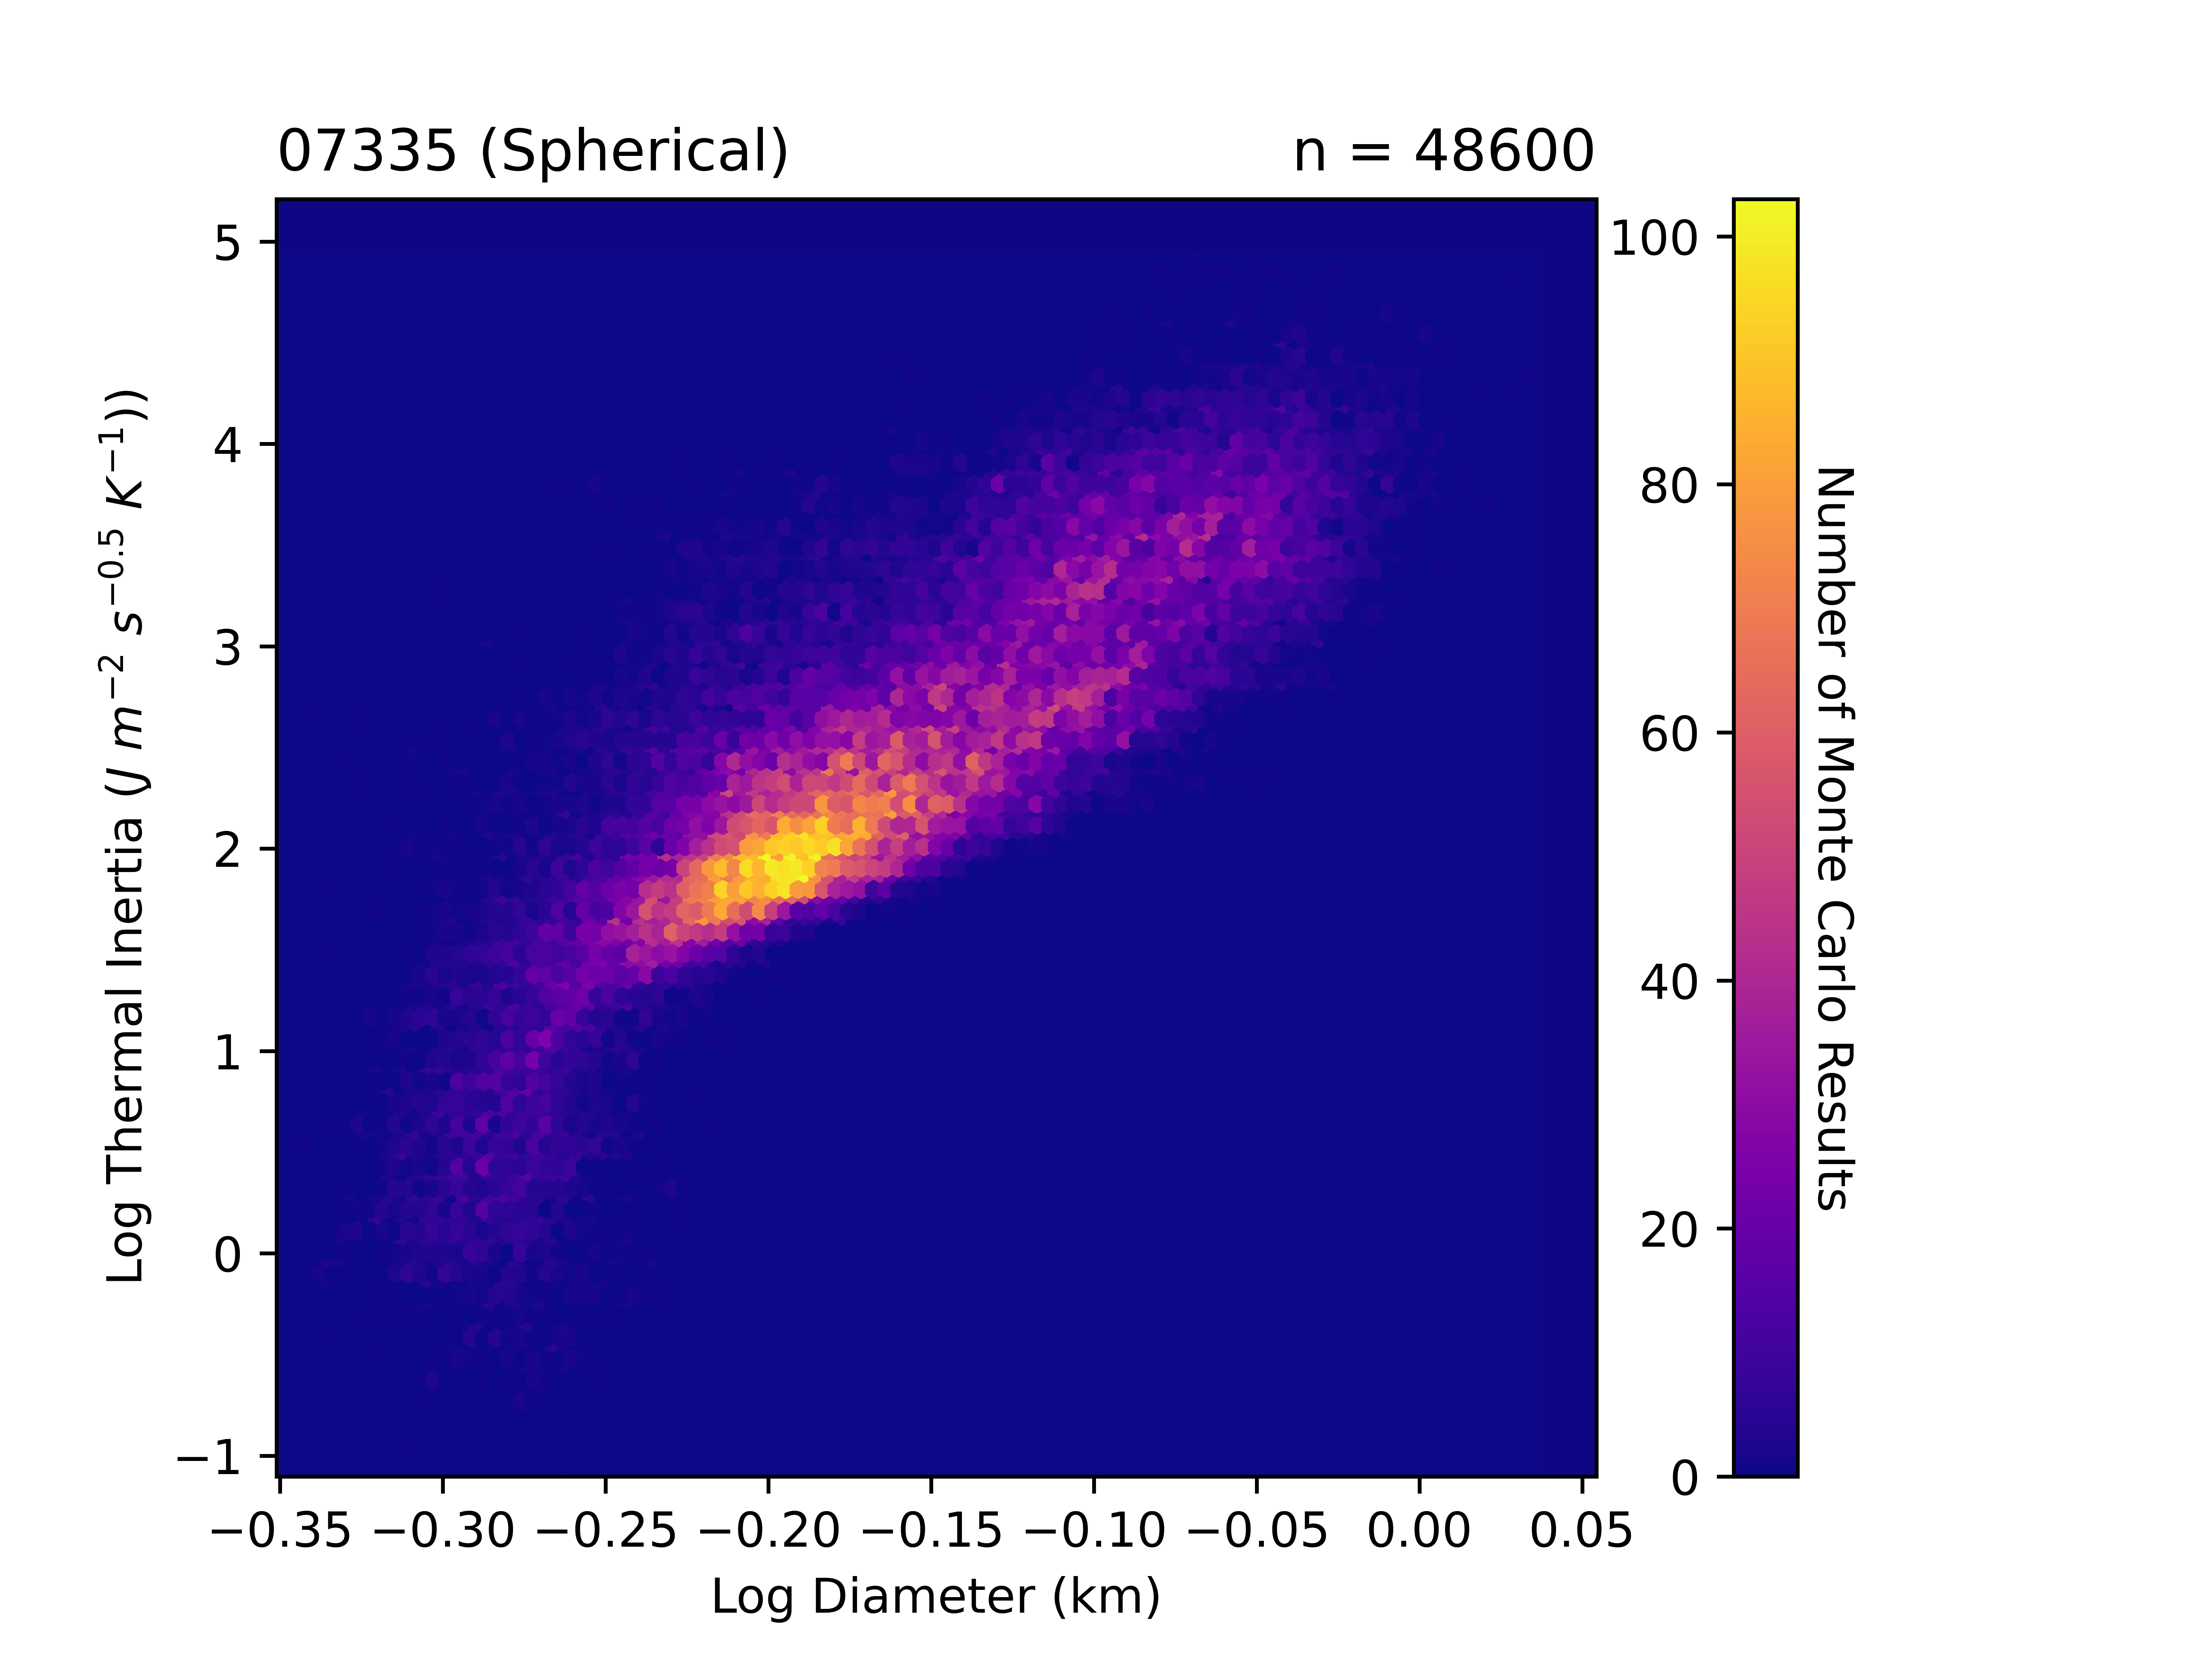 07335 (Spherical)
n = 48600
Log Thermal Inertia (J m⁻² s⁻⁰·⁵ K⁻¹))
5
4
3
2
1
0
−1
−0.35 −0.30 −0.25 −0.20 −0.15 −0.10 −0.05 0.00 0.05
Log Diameter (km)
100
80
60
40
20
0
Number of Monte Carlo Results